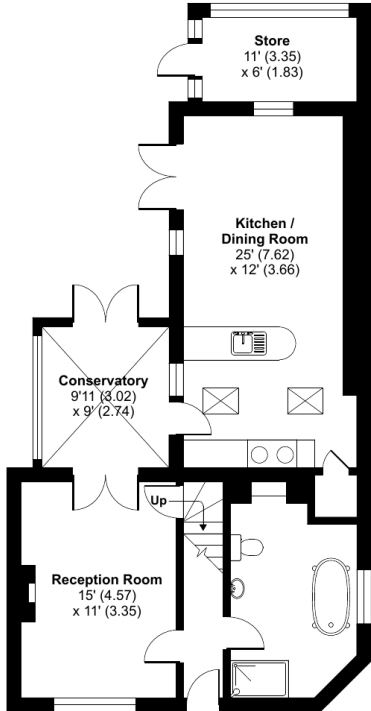 Store
11' (3.35)
x 6' (1.83)
Kitchen /
Dining Room
25' (7.62)
x 12' (3.66)
Conservatory
9'11 (3.02)
x 9' (2.74)
Up
Reception Room
15' (4.57)
x 11' (3.35)